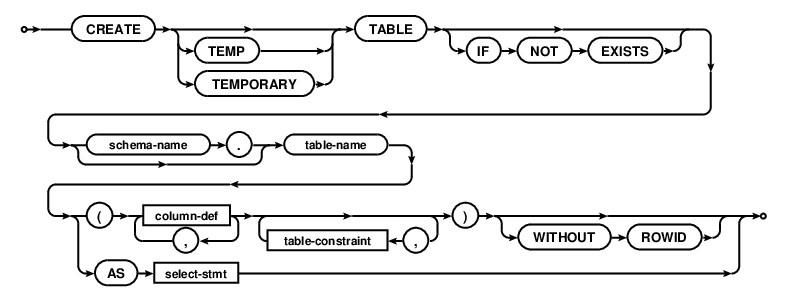 CREATE TABLE
TEMP IF NOT EXISTS
TEMPORARY
schema-name . table-name
( column-def )
, table-constraint , WITHOUT ROWID
AS select-stmt